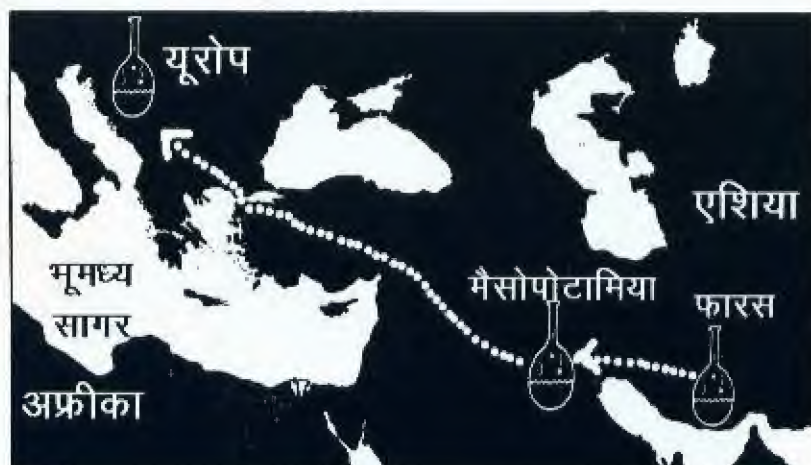 यूरोप
एशिया
भूमध्य
सागर
मैसोपोटामिया
फारस
अफ्रीका